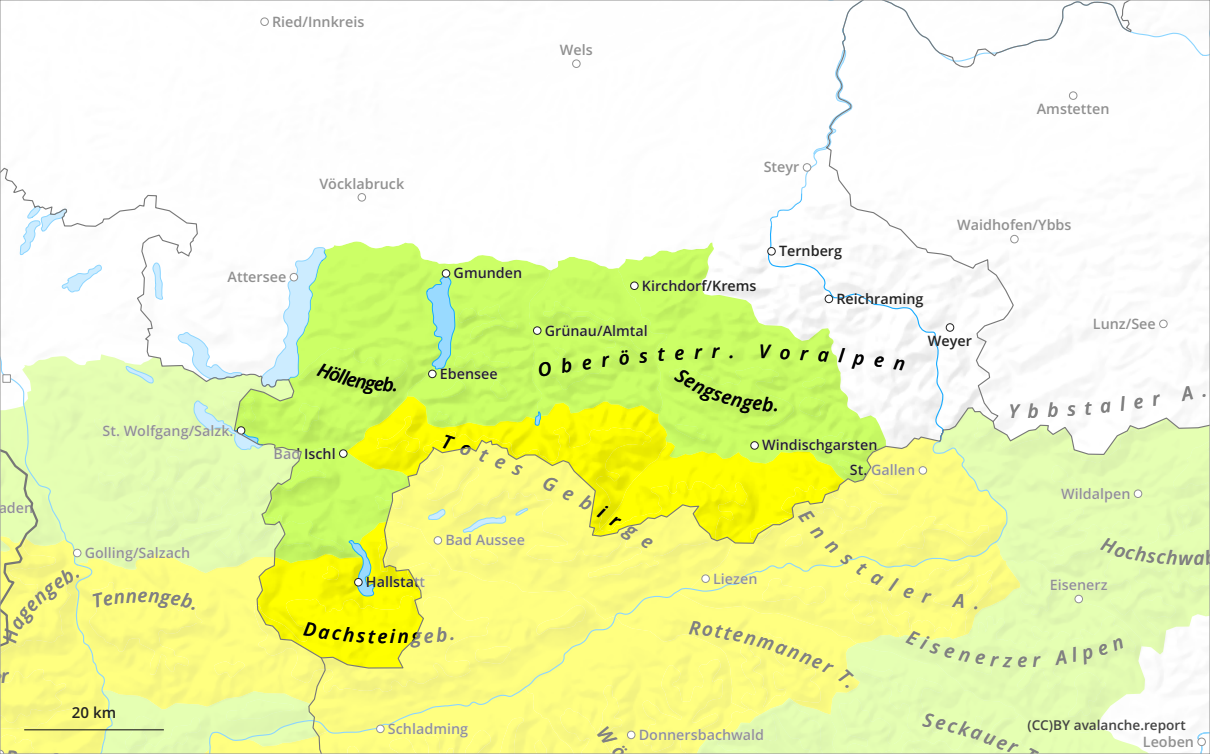 Ried/Innkreis
Wels
Amstetten
Steyr
Vöcklabruck
Waidhofen/Ybbs
Ternberg
Attersee
Gmunden
Kirchdorf/Krems
Reichraming
Grünau/Almtal
Weyer
Lunz/See
Oberösterr. Voralpen
Höllengeb.
Ebensee
Sengsengeb.
Ybbstaler A.
St. Wolfgang/Salzk.
Bad Ischl
Totes Gebirge
Windischgarsten
St. Gallen
Wildalpen
aden
Bad Aussee
Ennstaler A.
Golling/Salzach
Hochschwab
Hallstatt
Liezen
Eisenerz
Hagengeb.
Tennengeb.
Dachsteingeb.
Rottenmanner T.
Eisenerzer Alpen
r
20 km
Schladming
Wö
Donnersbachwald
Seckauer T
(CC)BY avalanche.report
Leoben